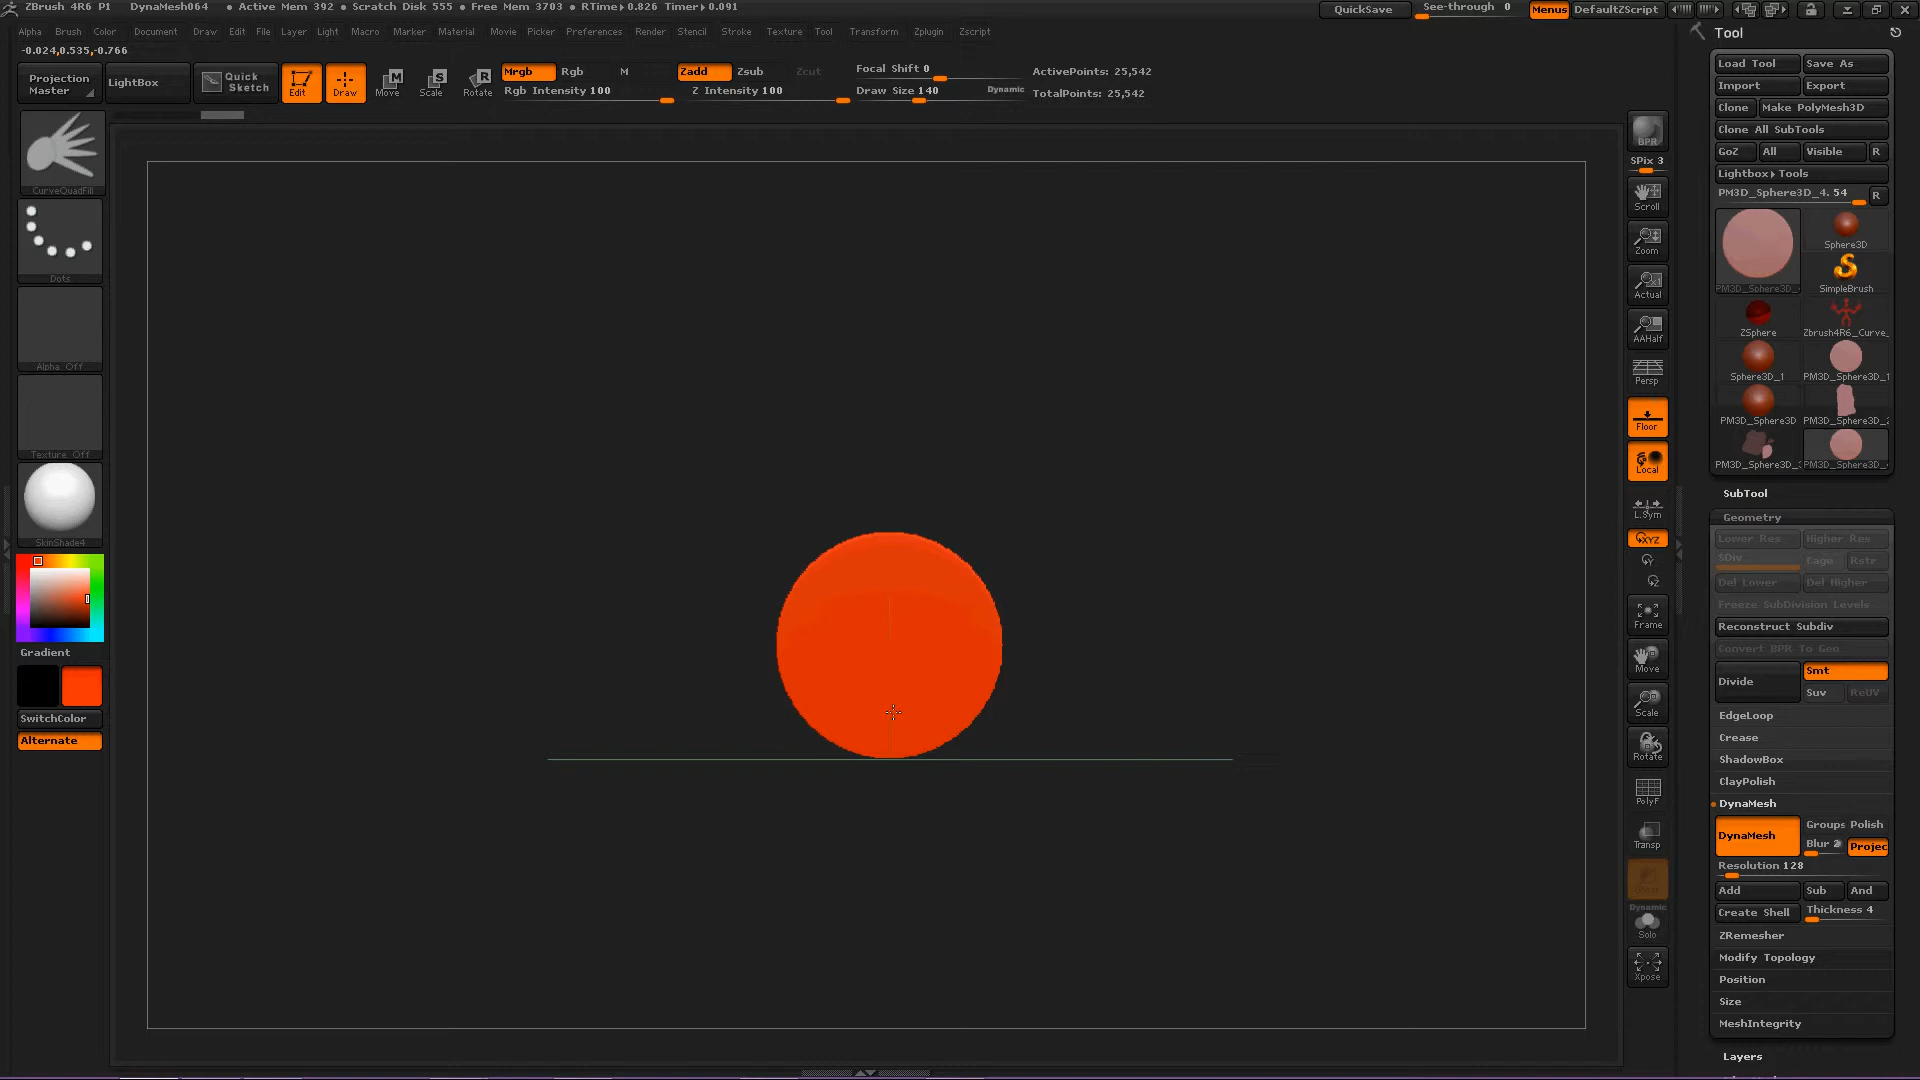 ZBrush 4R6 P1 DynaMesh064 • Active Mem 392 • Scratch Disk 555 • Free Mem 3703 • RTime▸0.826 Timer▸0.091 QuickSave See-through 0 Menus DefaultZScript
Alpha Brush Color Document Draw Edit File Layer Light Macro Marker Material Movie Picker Preferences Render Stencil Stroke Texture Tool Transform Zplugin Zscript
-0.024,0.535,-0.766
Projection Master
LightBox
Quick Sketch
Edit
Draw
Move
Scale
Rotate
Mrgb Rgb M
Rgb Intensity 100
Zadd Zsub Zcut
Z Intensity 100
Focal Shift 0
Draw Size 140 Dynamic
ActivePoints: 25,542
TotalPoints: 25,542
CurveQuadFill
Dots
Alpha Off
Texture Off
SkinShade4
Gradient
SwitchColor
Alternate
BPR
SPix 3
Scroll
Zoom
Actual
AAHalf
Persp
Floor
Local
L.Sym
XYZ
Y
Z
Frame
Move
Scale
Rotate
PolyF
Transp
Dynamic
Solo
Xpose
Tool
Load Tool Save As
Import Export
Clone Make PolyMesh3D
Clone All SubTools
GoZ All Visible R
Lightbox▸Tools
PM3D_Sphere3D_4. 54 R
PM3D_Sphere3D_4
Sphere3D
SimpleBrush
ZSphere Zbrush4R6_Curve_
Sphere3D_1 PM3D_Sphere3D_1
PM3D_Sphere3D PM3D_Sphere3D_2
PM3D_Sphere3D_3 PM3D_Sphere3D_4
SubTool
Geometry
Lower Res Higher Res
SDiv Cage Rstr
Del Lower Del Higher
Freeze SubDivision Levels
Reconstruct Subdiv
Convert BPR To Geo
Divide Smt
Suv ReUV
EdgeLoop
Crease
ShadowBox
ClayPolish
DynaMesh
DynaMesh Groups Polish
Blur 2 Projec
Resolution 128
Add Sub And
Create Shell Thickness 4
ZRemesher
Modify Topology
Position
Size
MeshIntegrity
Layers